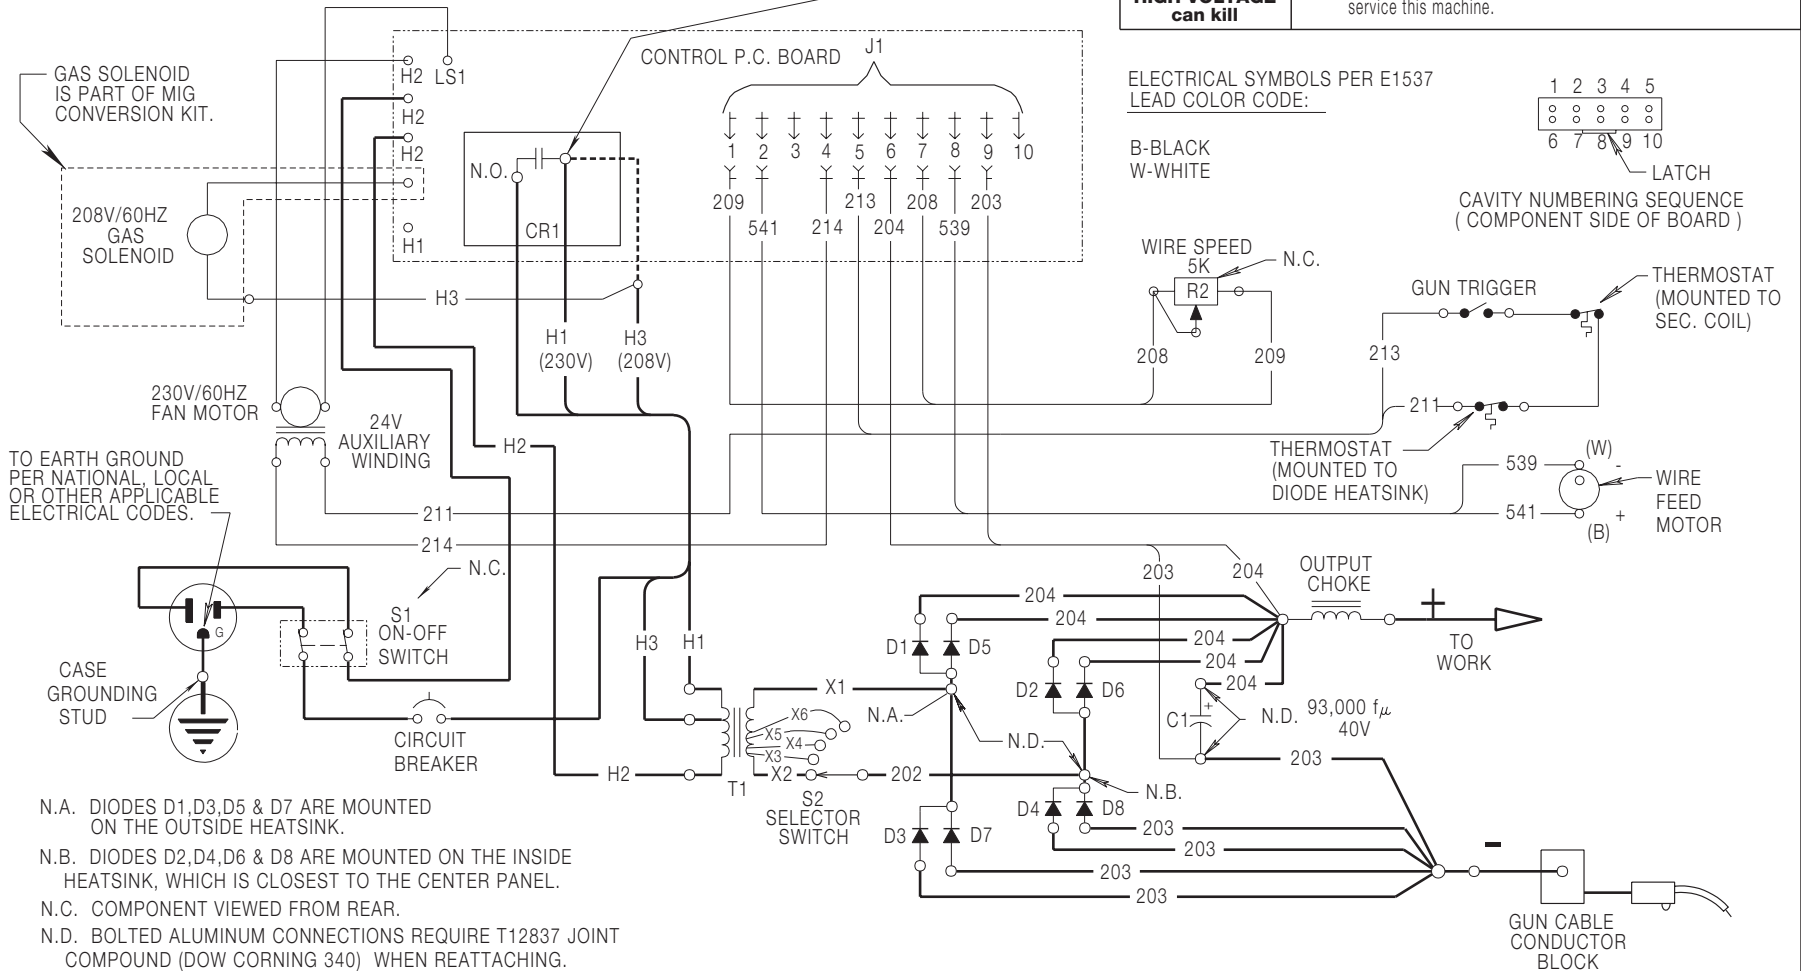 HIGH VOLTAGE
can kill
service this machine.
GAS SOLENOID
IS PART OF MIG
CONVERSION KIT.
H2 LS1
H2
H2
H1
CONTROL P.C. BOARD
J1
N.O.
CR1
1 2 3 4 5 6 7 8 9 10
209 213 208 203
541 214 204 539
ELECTRICAL SYMBOLS PER E1537
LEAD COLOR CODE:
B-BLACK
W-WHITE
1 2 3 4 5
6 7 8 9 10
LATCH
CAVITY NUMBERING SEQUENCE
( COMPONENT SIDE OF BOARD )
208V/60HZ
GAS
SOLENOID
H3
H1
(230V)
H3
(208V)
WIRE SPEED
5K
N.C.
R2
208
209
GUN TRIGGER
THERMOSTAT
(MOUNTED TO
SEC. COIL)
213
211
THERMOSTAT
(MOUNTED TO
DIODE HEATSINK)
230V/60HZ
FAN MOTOR
24V
AUXILIARY
WINDING
H2
TO EARTH GROUND
PER NATIONAL, LOCAL
OR OTHER APPLICABLE
ELECTRICAL CODES.
211
214
(W)
539
-
WIRE
FEED
MOTOR
541
+
(B)
N.C.
S1
ON-OFF
SWITCH
G
CASE
GROUNDING
STUD
CIRCUIT
BREAKER
H3 H1
H2
T1
X1
X6
X5
X4
X3
X2
202
S2
SELECTOR
SWITCH
203 204
OUTPUT
CHOKE
+
TO
WORK
204
204
204
204
204
D1 D5
D2 D6
N.A.
N.D.
C1
+
N.D.
93,000 fµ
40V
203
N.B.
D4 D8
D3 D7
203
203
203
203
-
GUN CABLE
CONDUCTOR
BLOCK
N.A. DIODES D1,D3,D5 & D7 ARE MOUNTED
ON THE OUTSIDE HEATSINK.
N.B. DIODES D2,D4,D6 & D8 ARE MOUNTED ON THE INSIDE
HEATSINK, WHICH IS CLOSEST TO THE CENTER PANEL.
N.C. COMPONENT VIEWED FROM REAR.
N.D. BOLTED ALUMINUM CONNECTIONS REQUIRE T12837 JOINT
COMPOUND (DOW CORNING 340) WHEN REATTACHING.